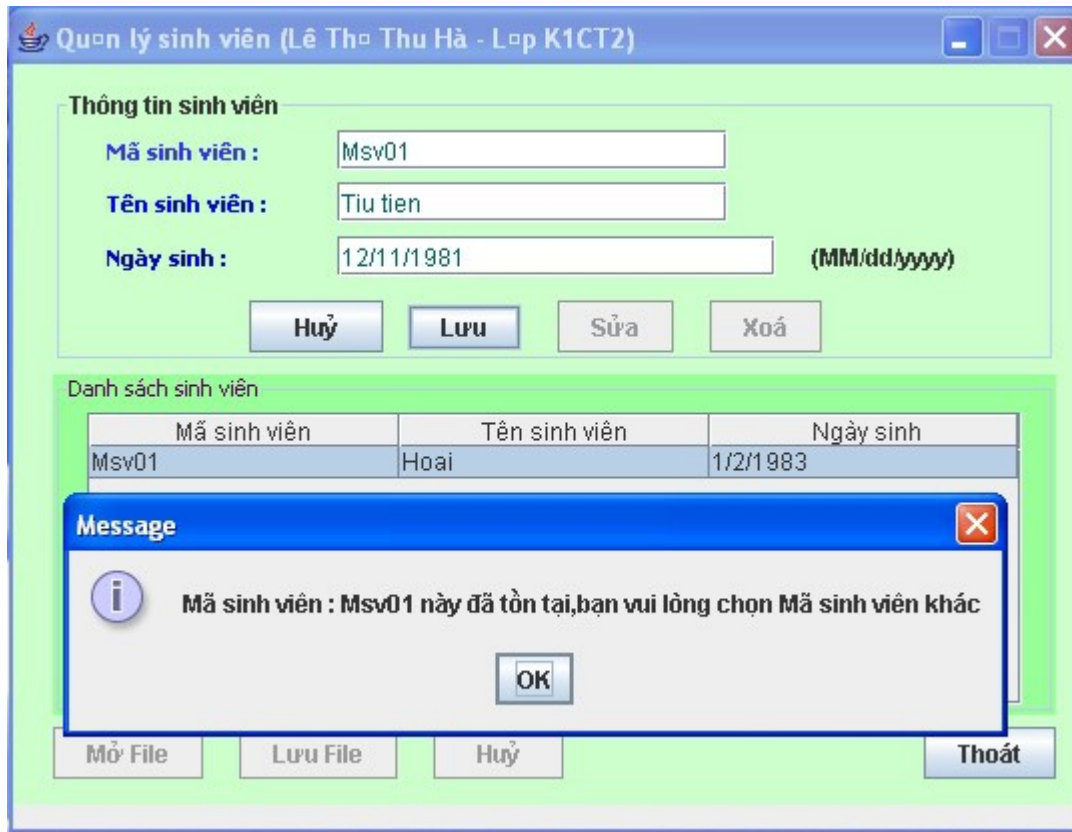 Qu¤n lý sinh viên (Lê Th¤ Thu Hà - L¤p K1CT2)
Thông tin sinh viên
Mã sinh viên :
Msv01
Tên sinh viên :
Tiu tien
Ngày sinh :
12/11/1981
(MM/dd/yyyy)
Huỷ Lưu Sửa Xoá
Danh sách sinh viên
Mã sinh viên Tên sinh viên Ngày sinh
Msv01 Hoai 1/2/1983
Message
Mã sinh viên : Msv01 này đã tồn tại,bạn vui lòng chọn Mã sinh viên khác
OK
Mở File Lưu File Huỷ Thoát